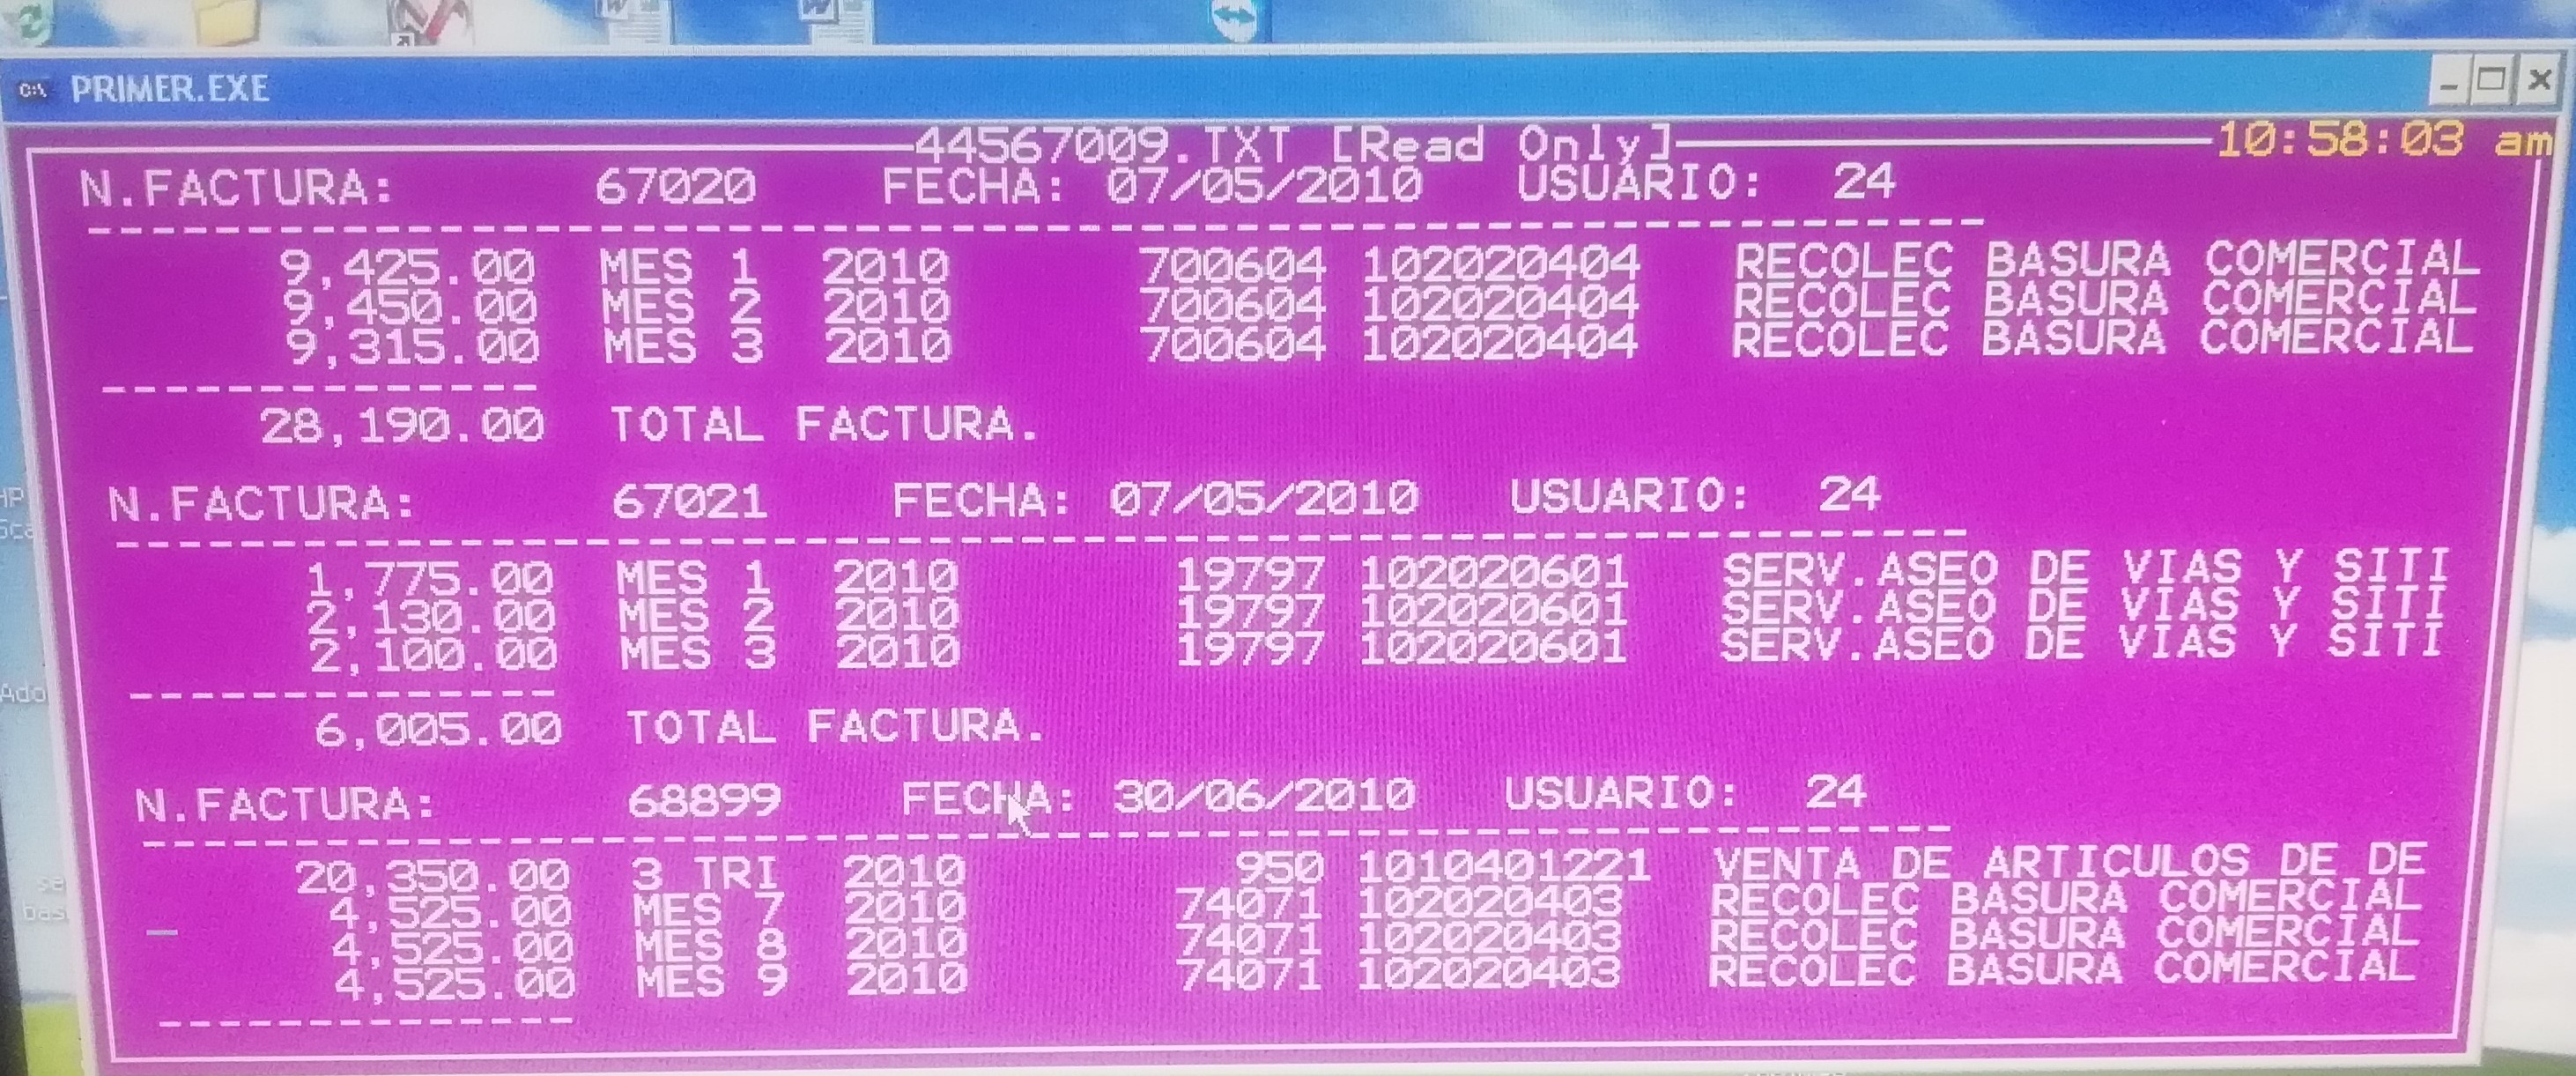 PRIMER.EXE
44567009.TXT [Read Only] 10:58:03 am
N.FACTURA: 67020 FECHA: 07/05/2010 USUARIO: 24
------------------------------------------------------------
9,425.00 MES 1 2010 700604 102020404 RECOLEC BASURA COMERCIAL
9,450.00 MES 2 2010 700604 102020404 RECOLEC BASURA COMERCIAL
9,315.00 MES 3 2010 700604 102020404 RECOLEC BASURA COMERCIAL
--------------
28,190.00 TOTAL FACTURA.
N.FACTURA: 67021 FECHA: 07/05/2010 USUARIO: 24
------------------------------------------------------------
1,775.00 MES 1 2010 19797 102020601 SERV.ASEO DE VIAS Y SITI
2,130.00 MES 2 2010 19797 102020601 SERV.ASEO DE VIAS Y SITI
2,100.00 MES 3 2010 19797 102020601 SERV.ASEO DE VIAS Y SITI
--------------
6,005.00 TOTAL FACTURA.
N.FACTURA: 68899 FECHA: 30/06/2010 USUARIO: 24
------------------------------------------------------------
20,350.00 3 TRI 2010 950 1010401221 VENTA DE ARTICULOS DE DE
4,525.00 MES 7 2010 74071 102020403 RECOLEC BASURA COMERCIAL
4,525.00 MES 8 2010 74071 102020403 RECOLEC BASURA COMERCIAL
4,525.00 MES 9 2010 74071 102020403 RECOLEC BASURA COMERCIAL
--------------